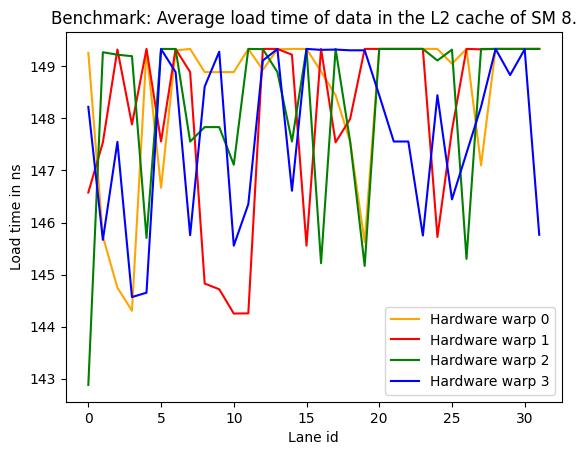 Benchmark: Average load time of data in the L2 cache of SM 8.
Load time in ns
149
148
147
146
145
144
143
0 5 10 15 20 25 30
Lane id
Hardware warp 0
Hardware warp 1
Hardware warp 2
Hardware warp 3